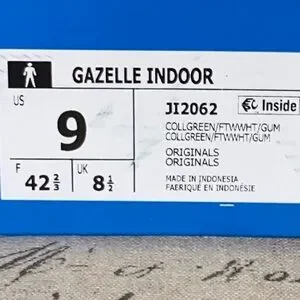 GAZELLE INDOOR
US
9
F
42 2/3
UK
8 1/2
JI2062
Inside
COLLGREEN/FTWWHT/GUM
COLLGREEN/FTWWHT/GUM
ORIGINALS
ORIGINALS
MADE IN INDONESIA
FABRIQUÉ EN INDONÉSIE